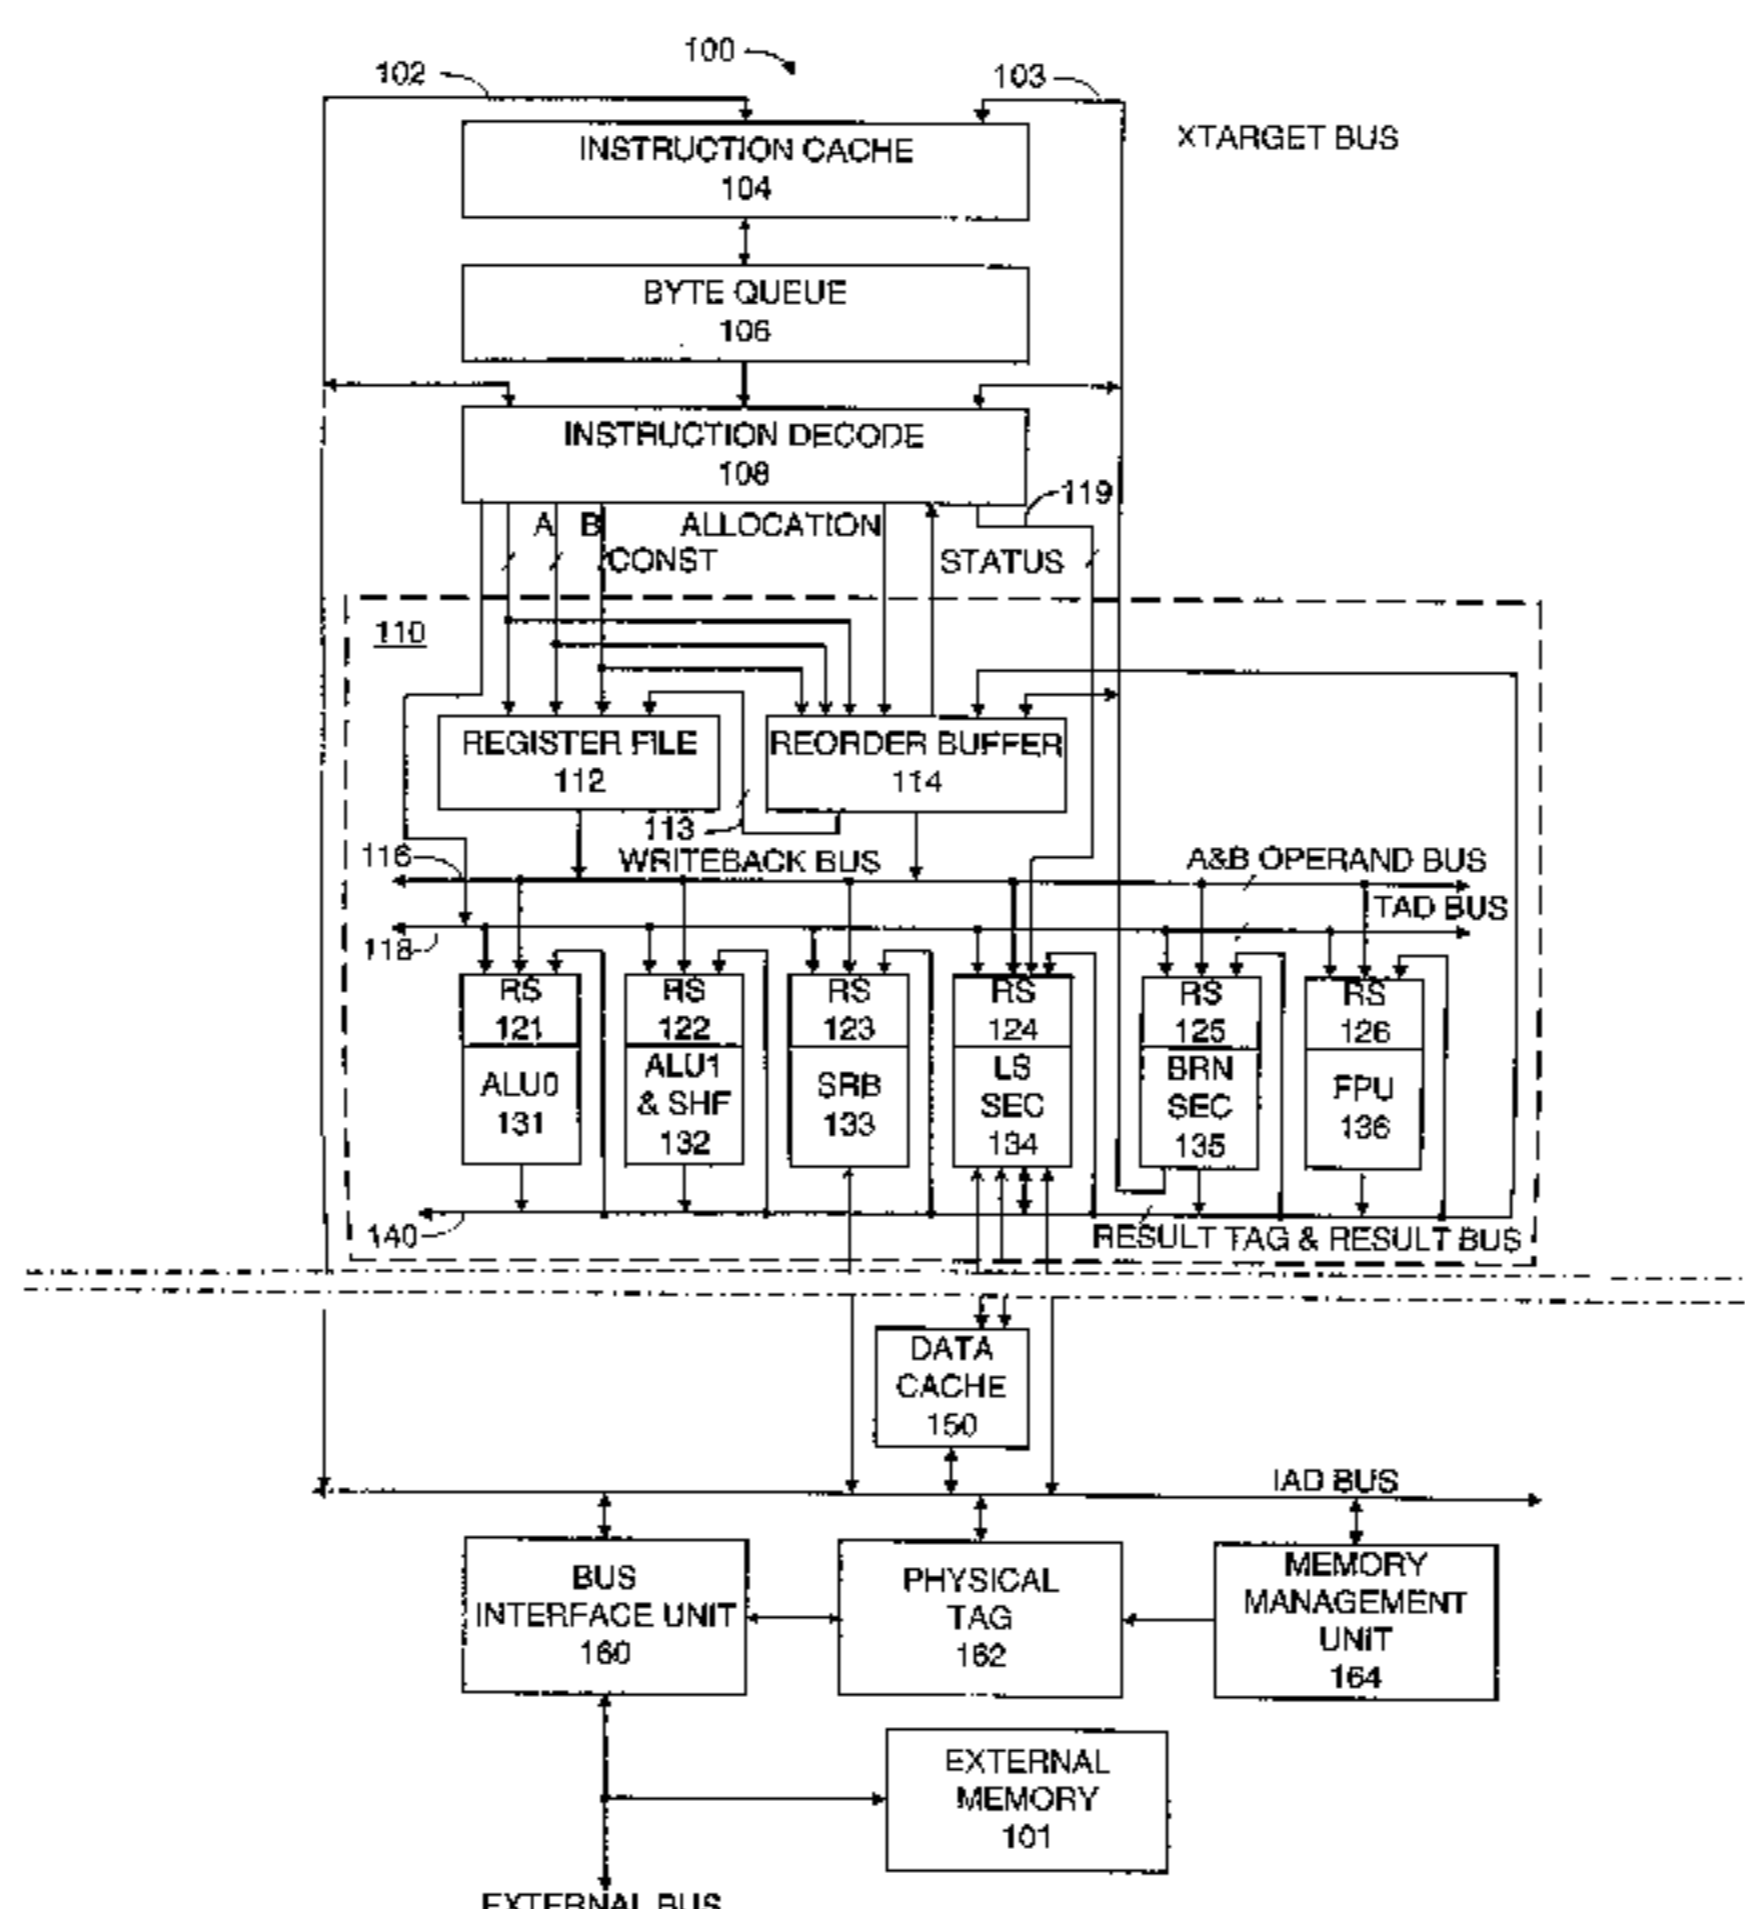 100
102
103
XTARGET BUS
INSTRUCTION CACHE
104
BYTE QUEUE
106
INSTRUCTION DECODE
108
119
A B ALLOCATION
CONST
STATUS
110
REGISTER FILE
112
REORDER BUFFER
114
113
116
WRITEBACK BUS
A&B OPERAND BUS
TAD BUS
118
RS
121
ALU0
131
RS
122
ALU1
& SHF
132
RS
123
SRB
133
RS
124
LS
SEC
134
RS
125
BRN
SEC
135
RS
126
FPU
136
140
RESULT TAG & RESULT BUS
DATA
CACHE
150
IAD BUS
BUS
INTERFACE UNIT
160
PHYSICAL
TAG
162
MEMORY
MANAGEMENT
UNIT
164
EXTERNAL
MEMORY
101
EXTERNAL BUS